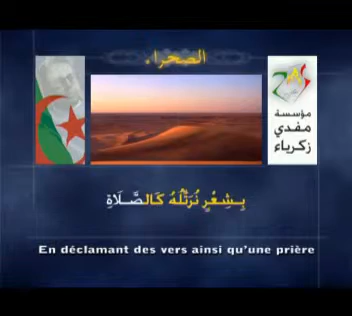 الصحراء
مؤسسة
مفدي
زكرياء
بِشِعْرٍ نُرَتِّلُهُ كَالصَّلَاةِ
En déclamant des vers ainsi qu'une prière